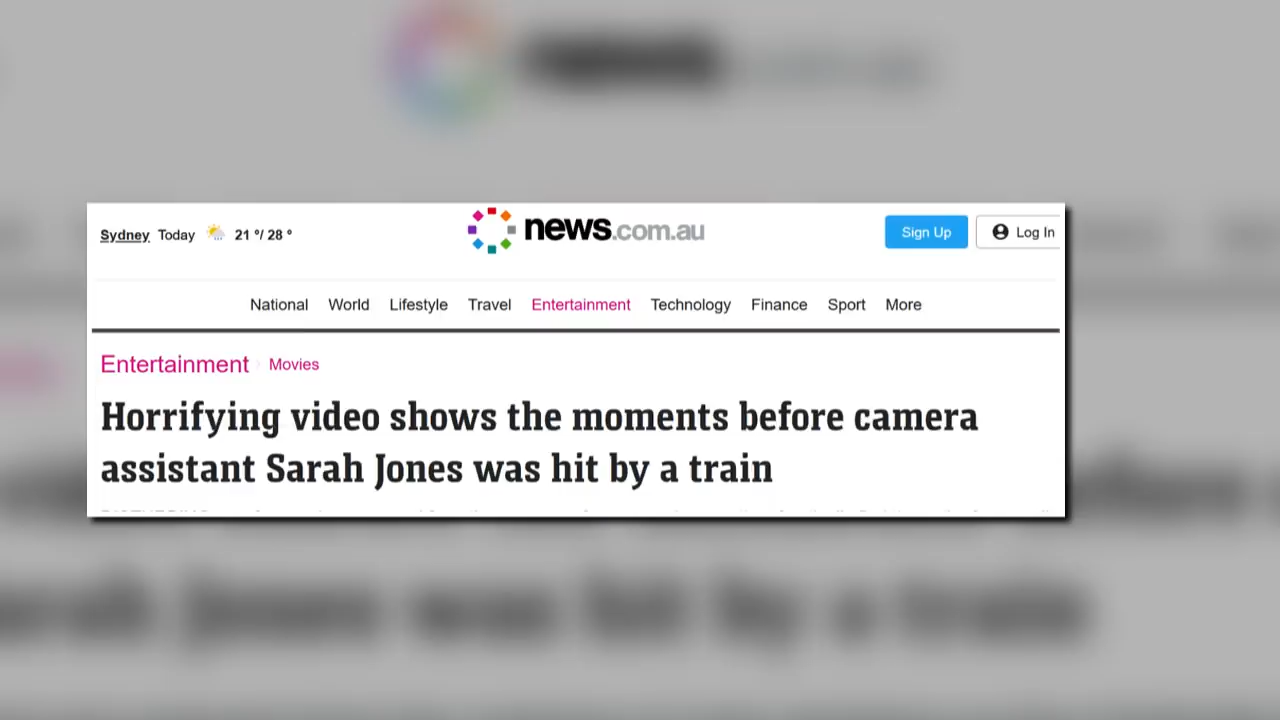 Sydney Today 21 °/ 28 ° news.com.au Sign Up Log In
National World Lifestyle Travel Entertainment Technology Finance Sport More
Entertainment Movies
Horrifying video shows the moments before camera
assistant Sarah Jones was hit by a train